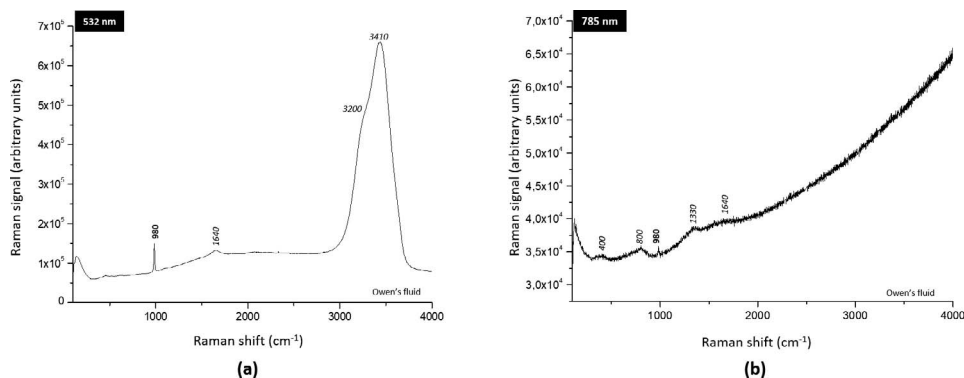 532 nm
Raman signal (arbitrary units)
7x10⁵
6x10⁵
5x10⁵
4x10⁵
3x10⁵
2x10⁵
1x10⁵
0
980
1640
3200
3410
Owen's fluid
1000
2000
3000
4000
Raman shift (cm⁻¹)
(a)
785 nm
Raman signal (arbitrary units)
6,5x10⁴
6,0x10⁴
5,5x10⁴
5,0x10⁴
4,5x10⁴
4,0x10⁴
3,5x10⁴
3,0x10⁴
400
800
980
1330
1640
Owen's fluid
1000
2000
3000
4000
Raman shift (cm⁻¹)
(b)